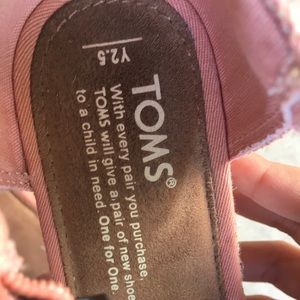 Y2.5
TOMS®
With every pair you purchase,
TOMS will give a pair of new shoes
to a child in need. One for One.